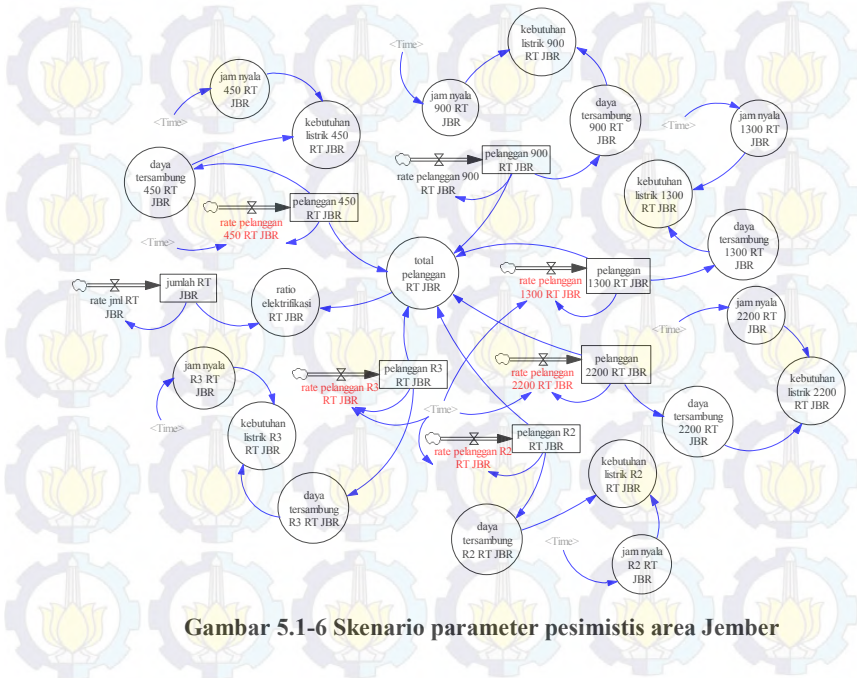 <Time>
jam nyala
450 RT
JBR
kebutuhan
listrik 450
RT JBR
<Time>
daya
tersambung
450 RT
JBR
pelanggan 450
RT JBR
rate pelanggan
450 RT JBR
<Time>
<Time>
jam nyala
900 RT
JBR
kebutuhan
listrik 900
RT JBR
daya
tersambung
900 RT
JBR
pelanggan 900
RT JBR
rate pelanggan 900
RT JBR
<Time>
jam nyala
1300 RT
JBR
kebutuhan
listrik 1300
RT JBR
daya
tersambung
1300 RT
JBR
total
pelanggan
RT JBR
pelanggan
1300 RT JBR
rate pelanggan
1300 RT JBR
jumlah RT
JBR
rate jml RT
JBR
ratio
elektrifikasi
RT JBR
<Time>
jam nyala
2200 RT
JBR
pelanggan
2200 RT JBR
rate pelanggan
2200 RT JBR
kebutuhan
listrik 2200
RT JBR
daya
tersambung
2200 RT
JBR
jam nyala
R3 RT
JBR
<Time>
pelanggan R3
RT JBR
rate pelanggan R3
RT JBR
kebutuhan
listrik R3
RT JBR
daya
tersambung
R3 RT JBR
<Time>
pelanggan R2
RT JBR
rate pelanggan R2
RT JBR
kebutuhan
listrik R2
RT JBR
daya
tersambung
R2 RT JBR
<Time>
jam nyala
R2 RT
JBR
Gambar 5.1-6 Skenario parameter pesimistis area Jember